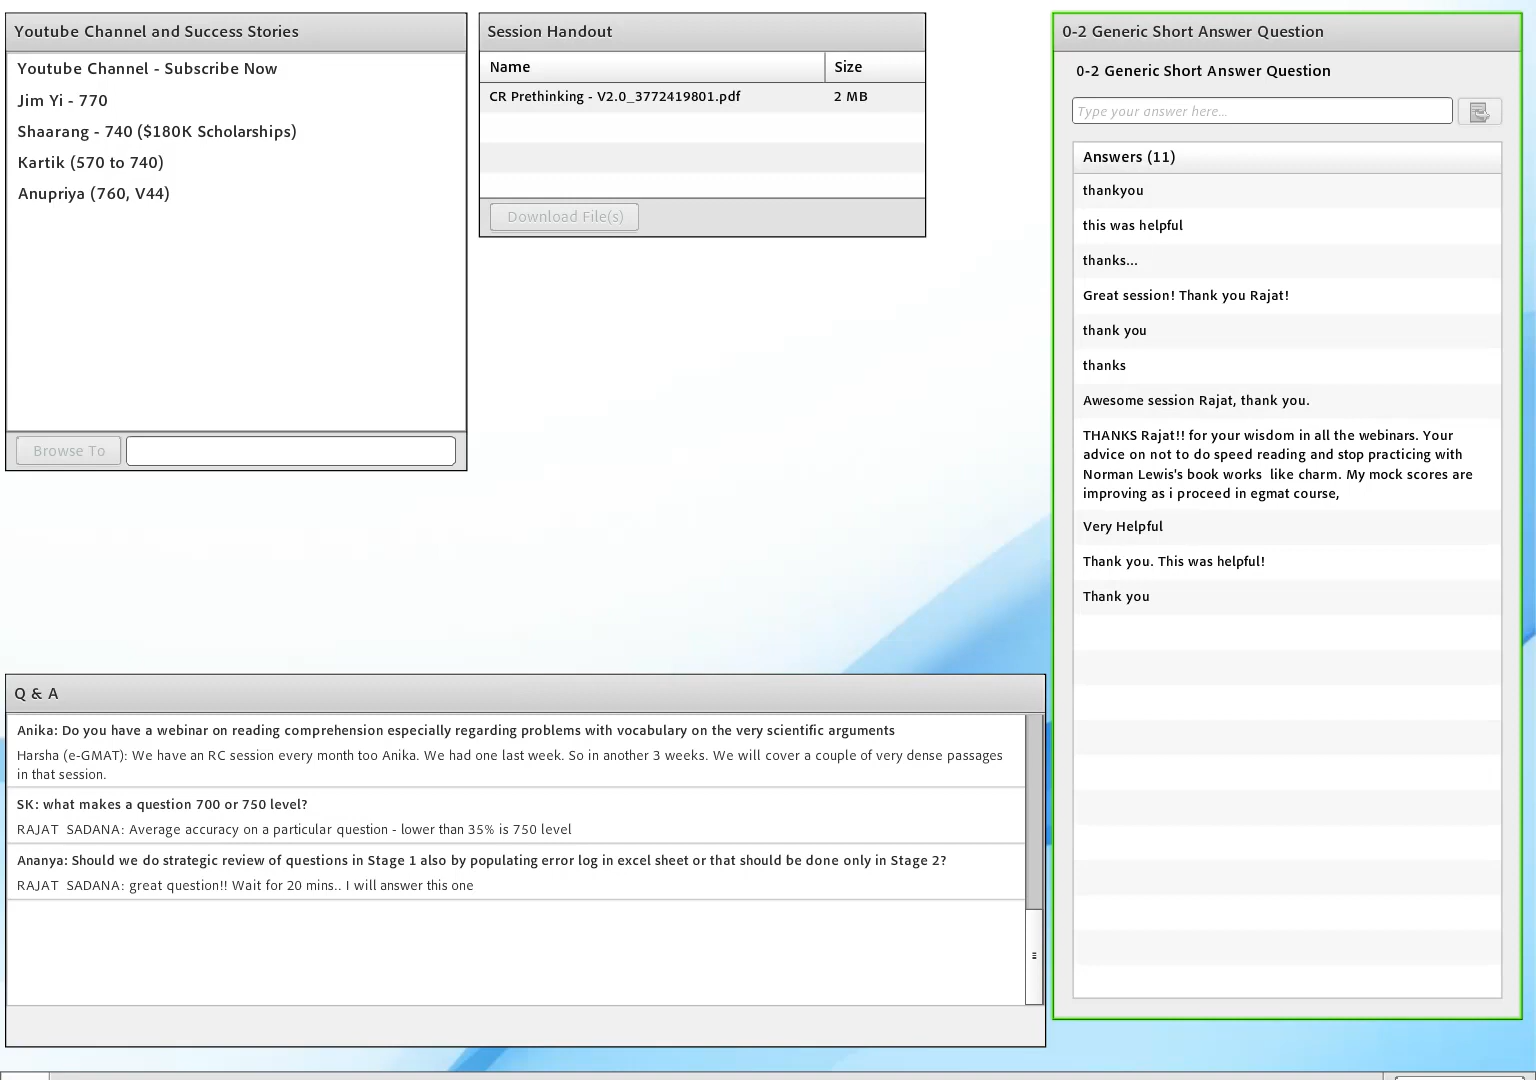 Youtube Channel and Success Stories
Youtube Channel - Subscribe Now
Jim Yi - 770
Shaarang - 740 ($180K Scholarships)
Kartik (570 to 740)
Anupriya (760, V44)
Browse To
Session Handout
Name Size
CR Prethinking - V2.0_3772419801.pdf 2 MB
Download File(s)
Q & A
Anika: Do you have a webinar on reading comprehension especially regarding problems with vocabulary on the very scientific arguments
Harsha (e-GMAT): We have an RC session every month too Anika. We had one last week. So in another 3 weeks. We will cover a couple of very dense passages
in that session.
SK: what makes a question 700 or 750 level?
RAJAT SADANA: Average accuracy on a particular question - lower than 35% is 750 level
Ananya: Should we do strategic review of questions in Stage 1 also by populating error log in excel sheet or that should be done only in Stage 2?
RAJAT SADANA: great question!! Wait for 20 mins.. I will answer this one
0-2 Generic Short Answer Question
0-2 Generic Short Answer Question
Type your answer here...
Answers (11)
thankyou
this was helpful
thanks...
Great session! Thank you Rajat!
thank you
thanks
Awesome session Rajat, thank you.
THANKS Rajat!! for your wisdom in all the webinars. Your
advice on not to do speed reading and stop practicing with
Norman Lewis's book works like charm. My mock scores are
improving as i proceed in egmat course,
Very Helpful
Thank you. This was helpful!
Thank you